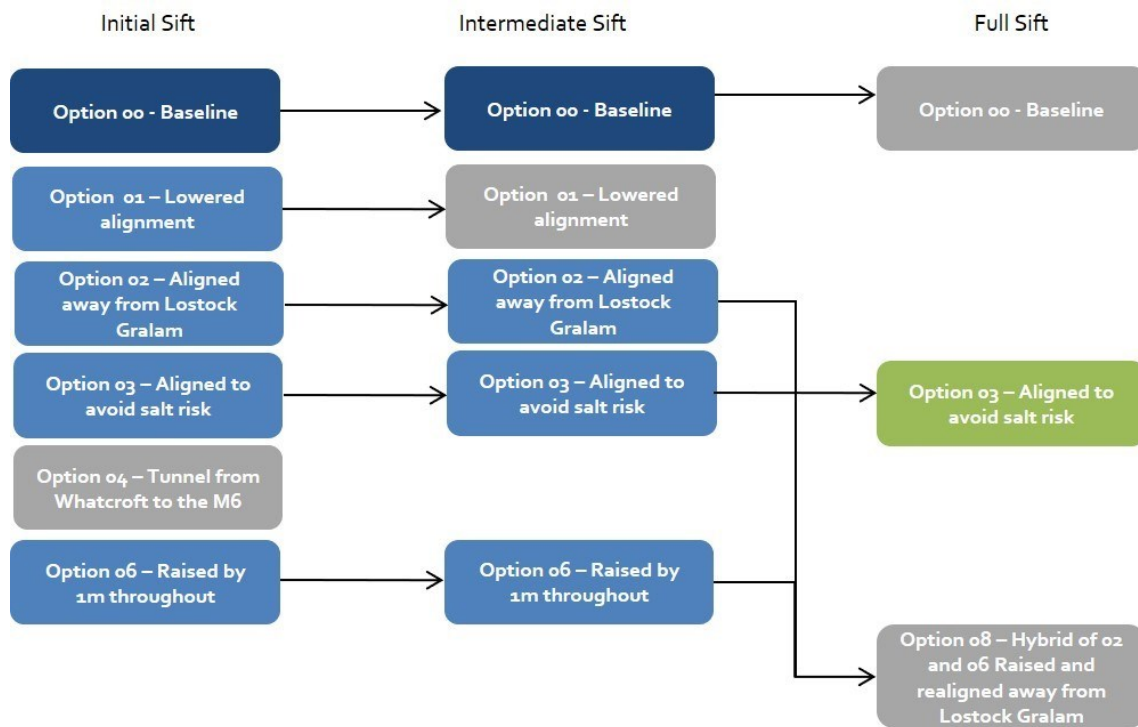 Initial Sift
Intermediate Sift
Full Sift
Option 00 - Baseline
Option 00 - Baseline
Option 00 - Baseline
Option 01 – Lowered
alignment
Option 01 – Lowered
alignment
Option 02 – Aligned
away from Lostock
Gralam
Option 02 – Aligned
away from Lostock
Gralam
Option 03 – Aligned to
avoid salt risk
Option 03 – Aligned to
avoid salt risk
Option 03 – Aligned to
avoid salt risk
Option 04 – Tunnel from
Whatcroft to the M6
Option 06 – Raised by
1m throughout
Option 06 – Raised by
1m throughout
Option 08 – Hybrid of 02
and 06 Raised and
realigned away from
Lostock Gralam